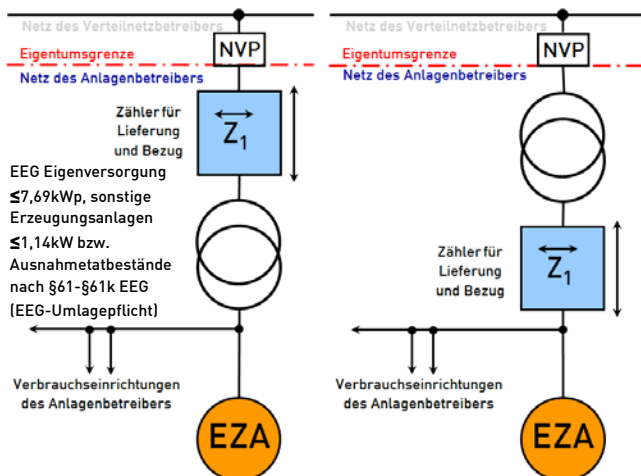 Netz des Verteilnetzbetreibers
NVP
Eigentumsgrenze
Netz des Anlagenbetreibers
Zähler für
Lieferung
und Bezug
Z1
EEG Eigenversorgung
≤7,69kWp, sonstige
Erzeugungsanlagen
≤1,14kW bzw.
Ausnahmetatbestände
nach §61-§61k EEG
(EEG-Umlagepflicht)
Verbrauchseinrichtungen
des Anlagenbetreibers
EZA
Netz des Verteilnetzbetreibers
NVP
Eigentumsgrenze
Netz des Anlagenbetreibers
Zähler für
Lieferung
und Bezug
Z1
Verbrauchseinrichtungen
des Anlagenbetreibers
EZA